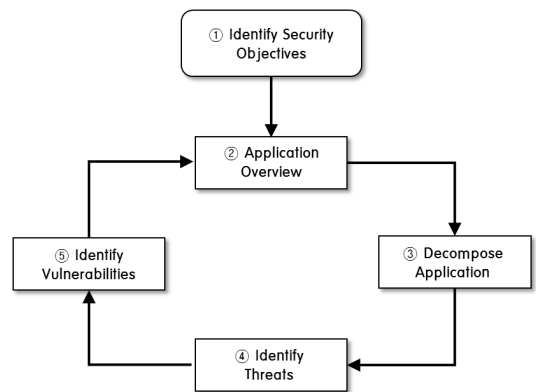 ① Identify Security
Objectives
② Application
Overview
③ Decompose
Application
④ Identify
Threats
⑤ Identify
Vulnerabilities